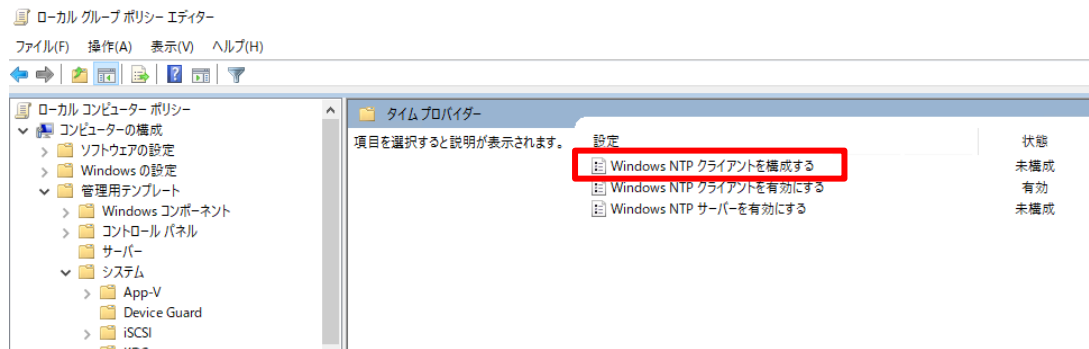 ローカル グループ ポリシー エディター
ファイル(F) 操作(A) 表示(V) ヘルプ(H)
ローカル コンピューター ポリシー
コンピューターの構成
ソフトウェアの設定
Windows の設定
管理用テンプレート
Windows コンポーネント
コントロール パネル
サーバー
システム
App-V
Device Guard
iSCSI
タイム プロバイダー
項目を選択すると説明が表示されます。
設定 状態
Windows NTP クライアントを構成する 未構成
Windows NTP クライアントを有効にする 有効
Windows NTP サーバーを有効にする 未構成